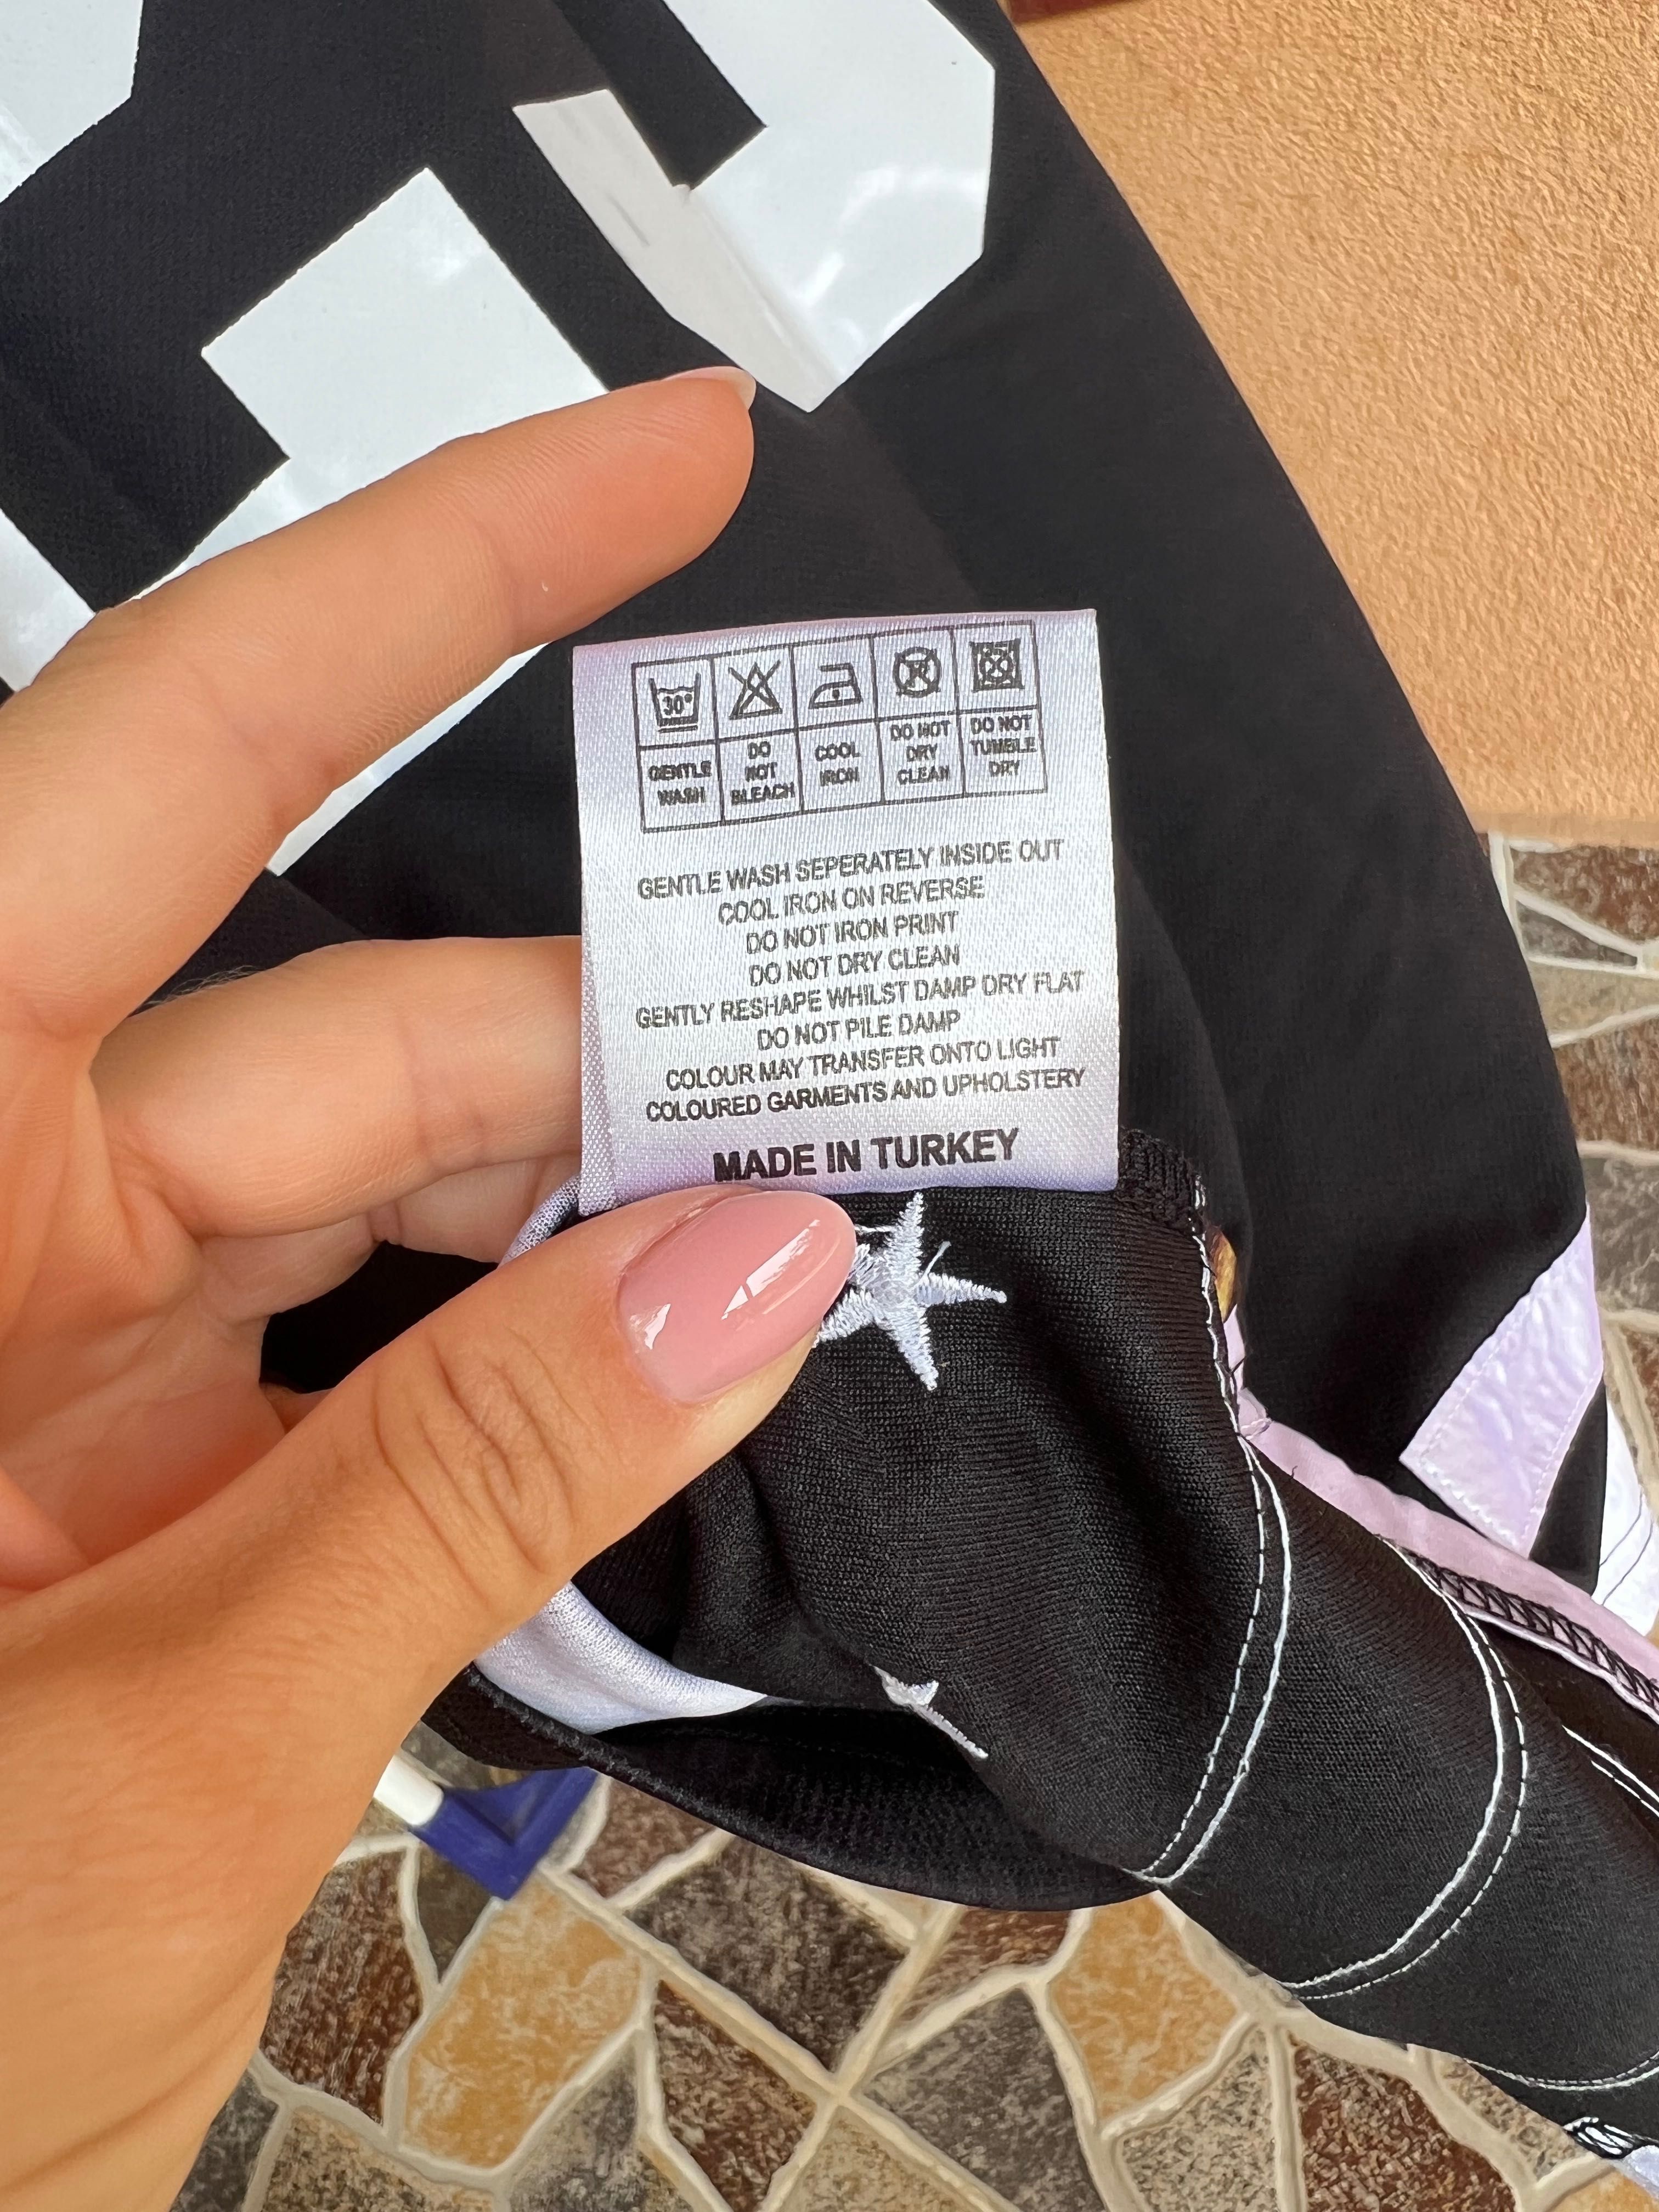 30°
GENTLE WASH
DO NOT BLEACH
COOL IRON
DO NOT DRY CLEAN
DO NOT TUMBLE DRY
GENTLE WASH SEPERATELY INSIDE OUT
COOL IRON ON REVERSE
DO NOT IRON PRINT
DO NOT DRY CLEAN
GENTLY RESHAPE WHILST DAMP DRY FLAT
DO NOT PILE DAMP
COLOUR MAY TRANSFER ONTO LIGHT
COLOURED GARMENTS AND UPHOLSTERY
MADE IN TURKEY